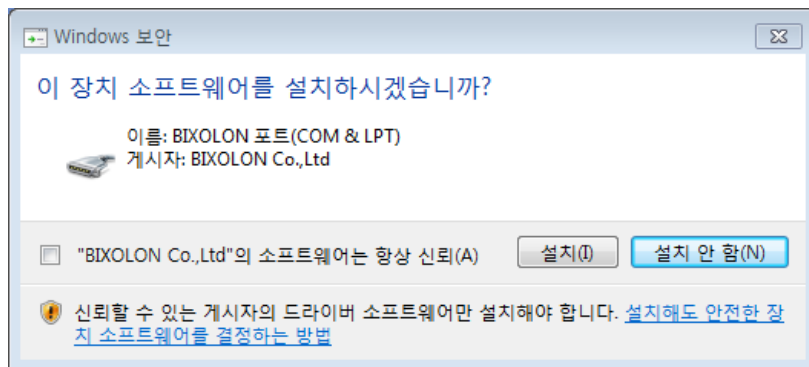 Windows 보안
이 장치 소프트웨어를 설치하시겠습니까?
이름: BIXOLON 포트(COM & LPT)
게시자: BIXOLON Co.,Ltd
"BIXOLON Co.,Ltd"의 소프트웨어는 항상 신뢰(A) 설치(I) 설치 안 함(N)
신뢰할 수 있는 게시자의 드라이버 소프트웨어만 설치해야 합니다. 설치해도 안전한 장
치 소프트웨어를 결정하는 방법